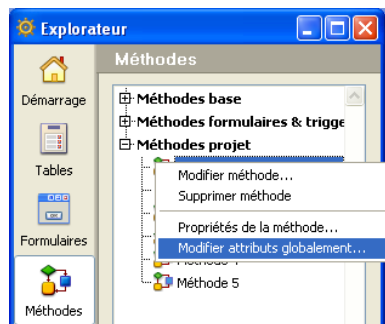 Explorateur
Méthodes
Démarrage
Tables
Formulaires
Méthodes
Méthodes base
Méthodes formulaires & trigge
Méthodes projet
Modifier méthode...
Supprimer méthode
Propriétés de la méthode...
Modifier attributs globalement...
Méthode 5